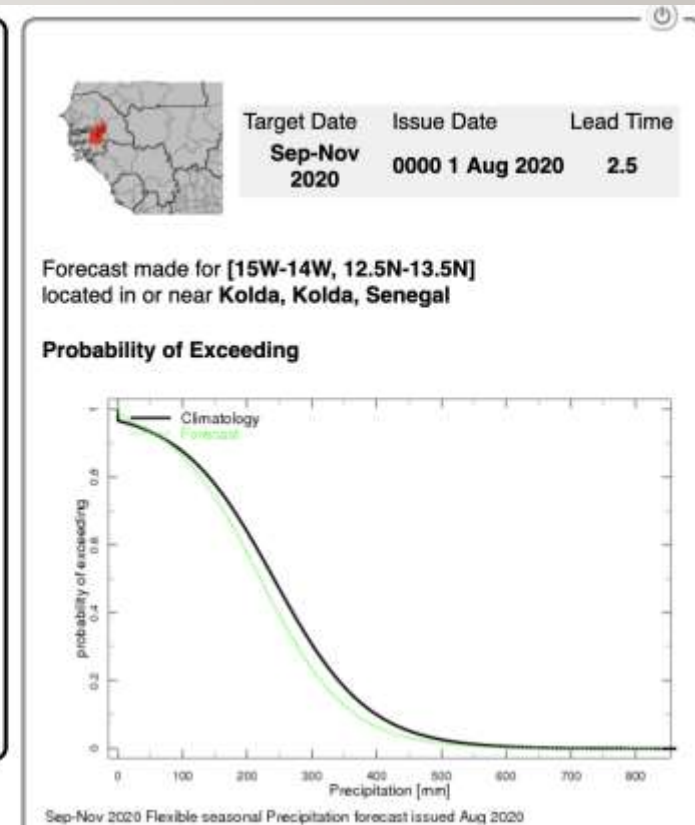 Target Date Issue Date Lead Time
Sep-Nov 2020 0000 1 Aug 2020 2.5
Forecast made for [15W-14W, 12.5N-13.5N]
located in or near Kolda, Kolda, Senegal
Probability of Exceeding
Climatology
Forecast
probability of exceeding
1
0.8
0.6
0.4
0.2
0
0 100 200 300 400 500 600 700 800
Precipitation [mm]
Sep-Nov 2020 Flexible seasonal Precipitation forecast issued Aug 2020